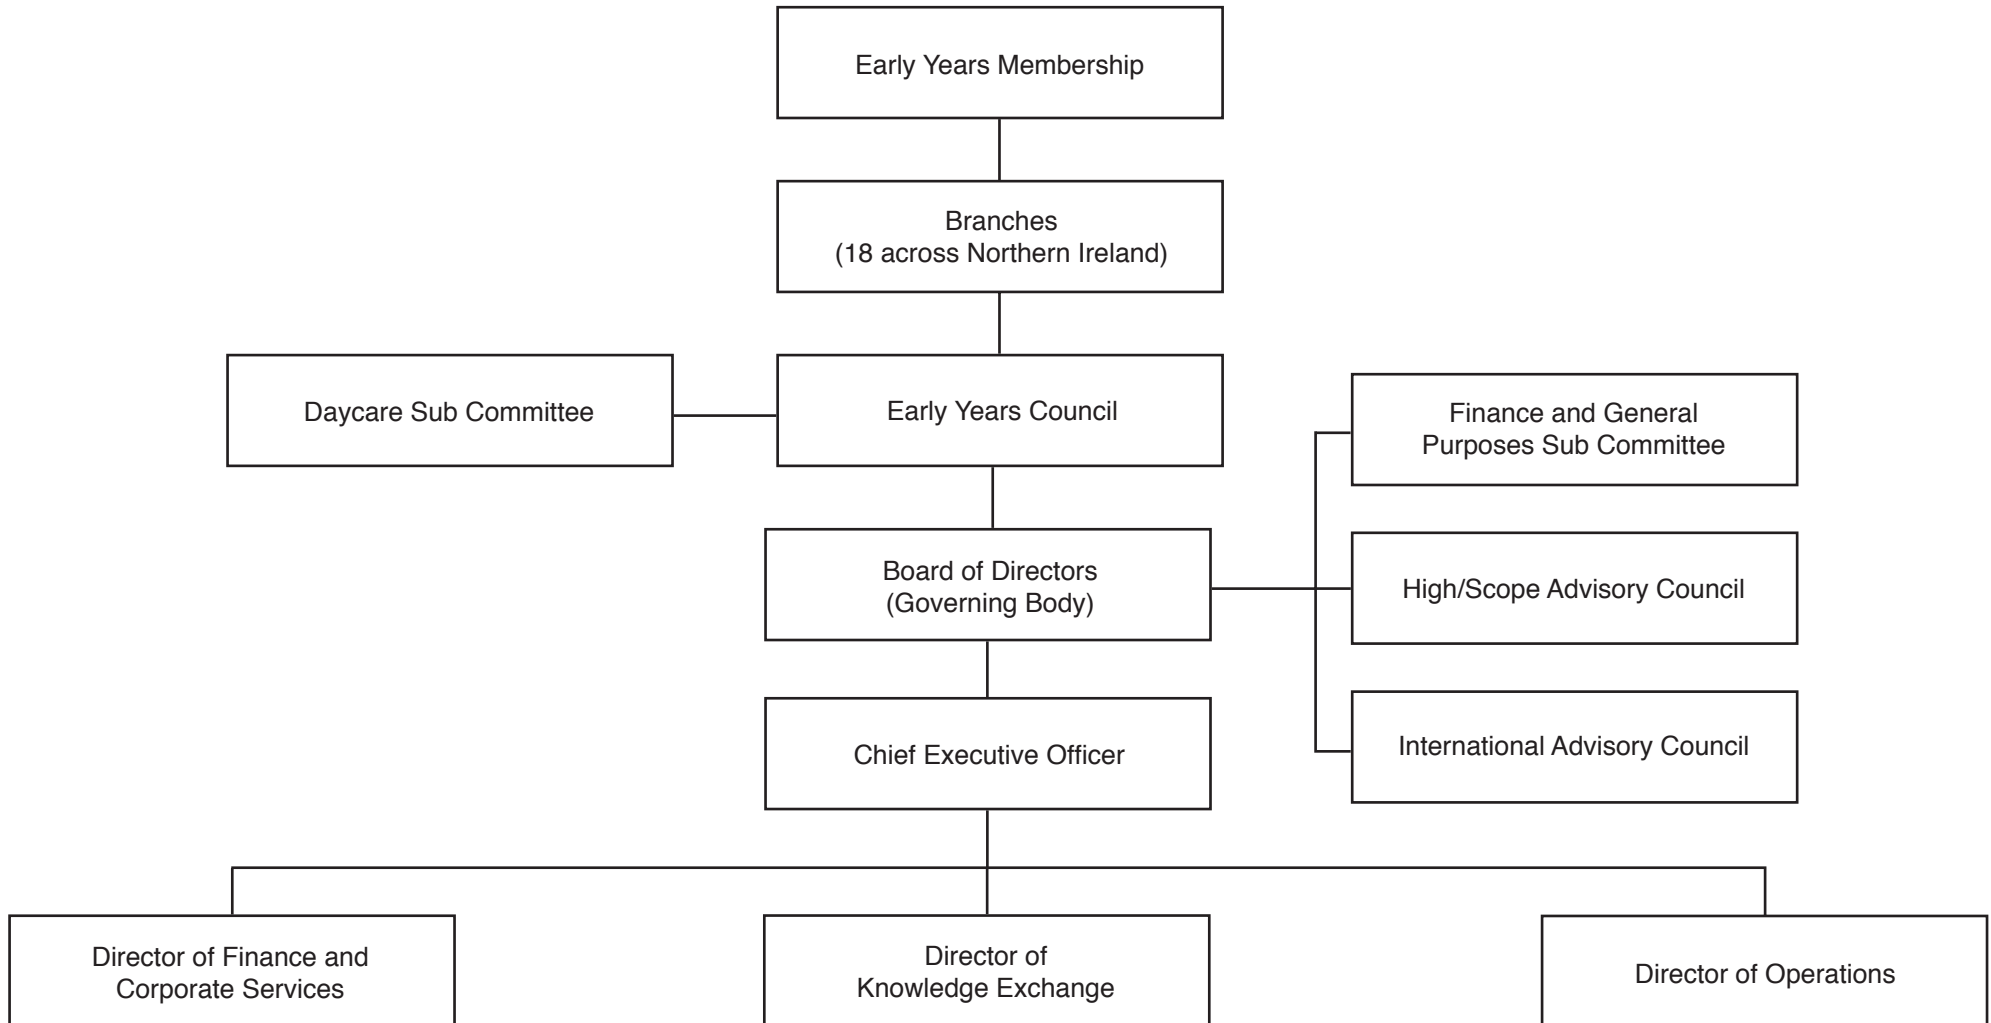 Early Years Membership
Branches
(18 across Northern Ireland)
Daycare Sub Committee
Early Years Council
Finance and General
Purposes Sub Committee
Board of Directors
(Governing Body)
High/Scope Advisory Council
Chief Executive Officer
International Advisory Council
Director of Finance and
Corporate Services
Director of
Knowledge Exchange
Director of Operations